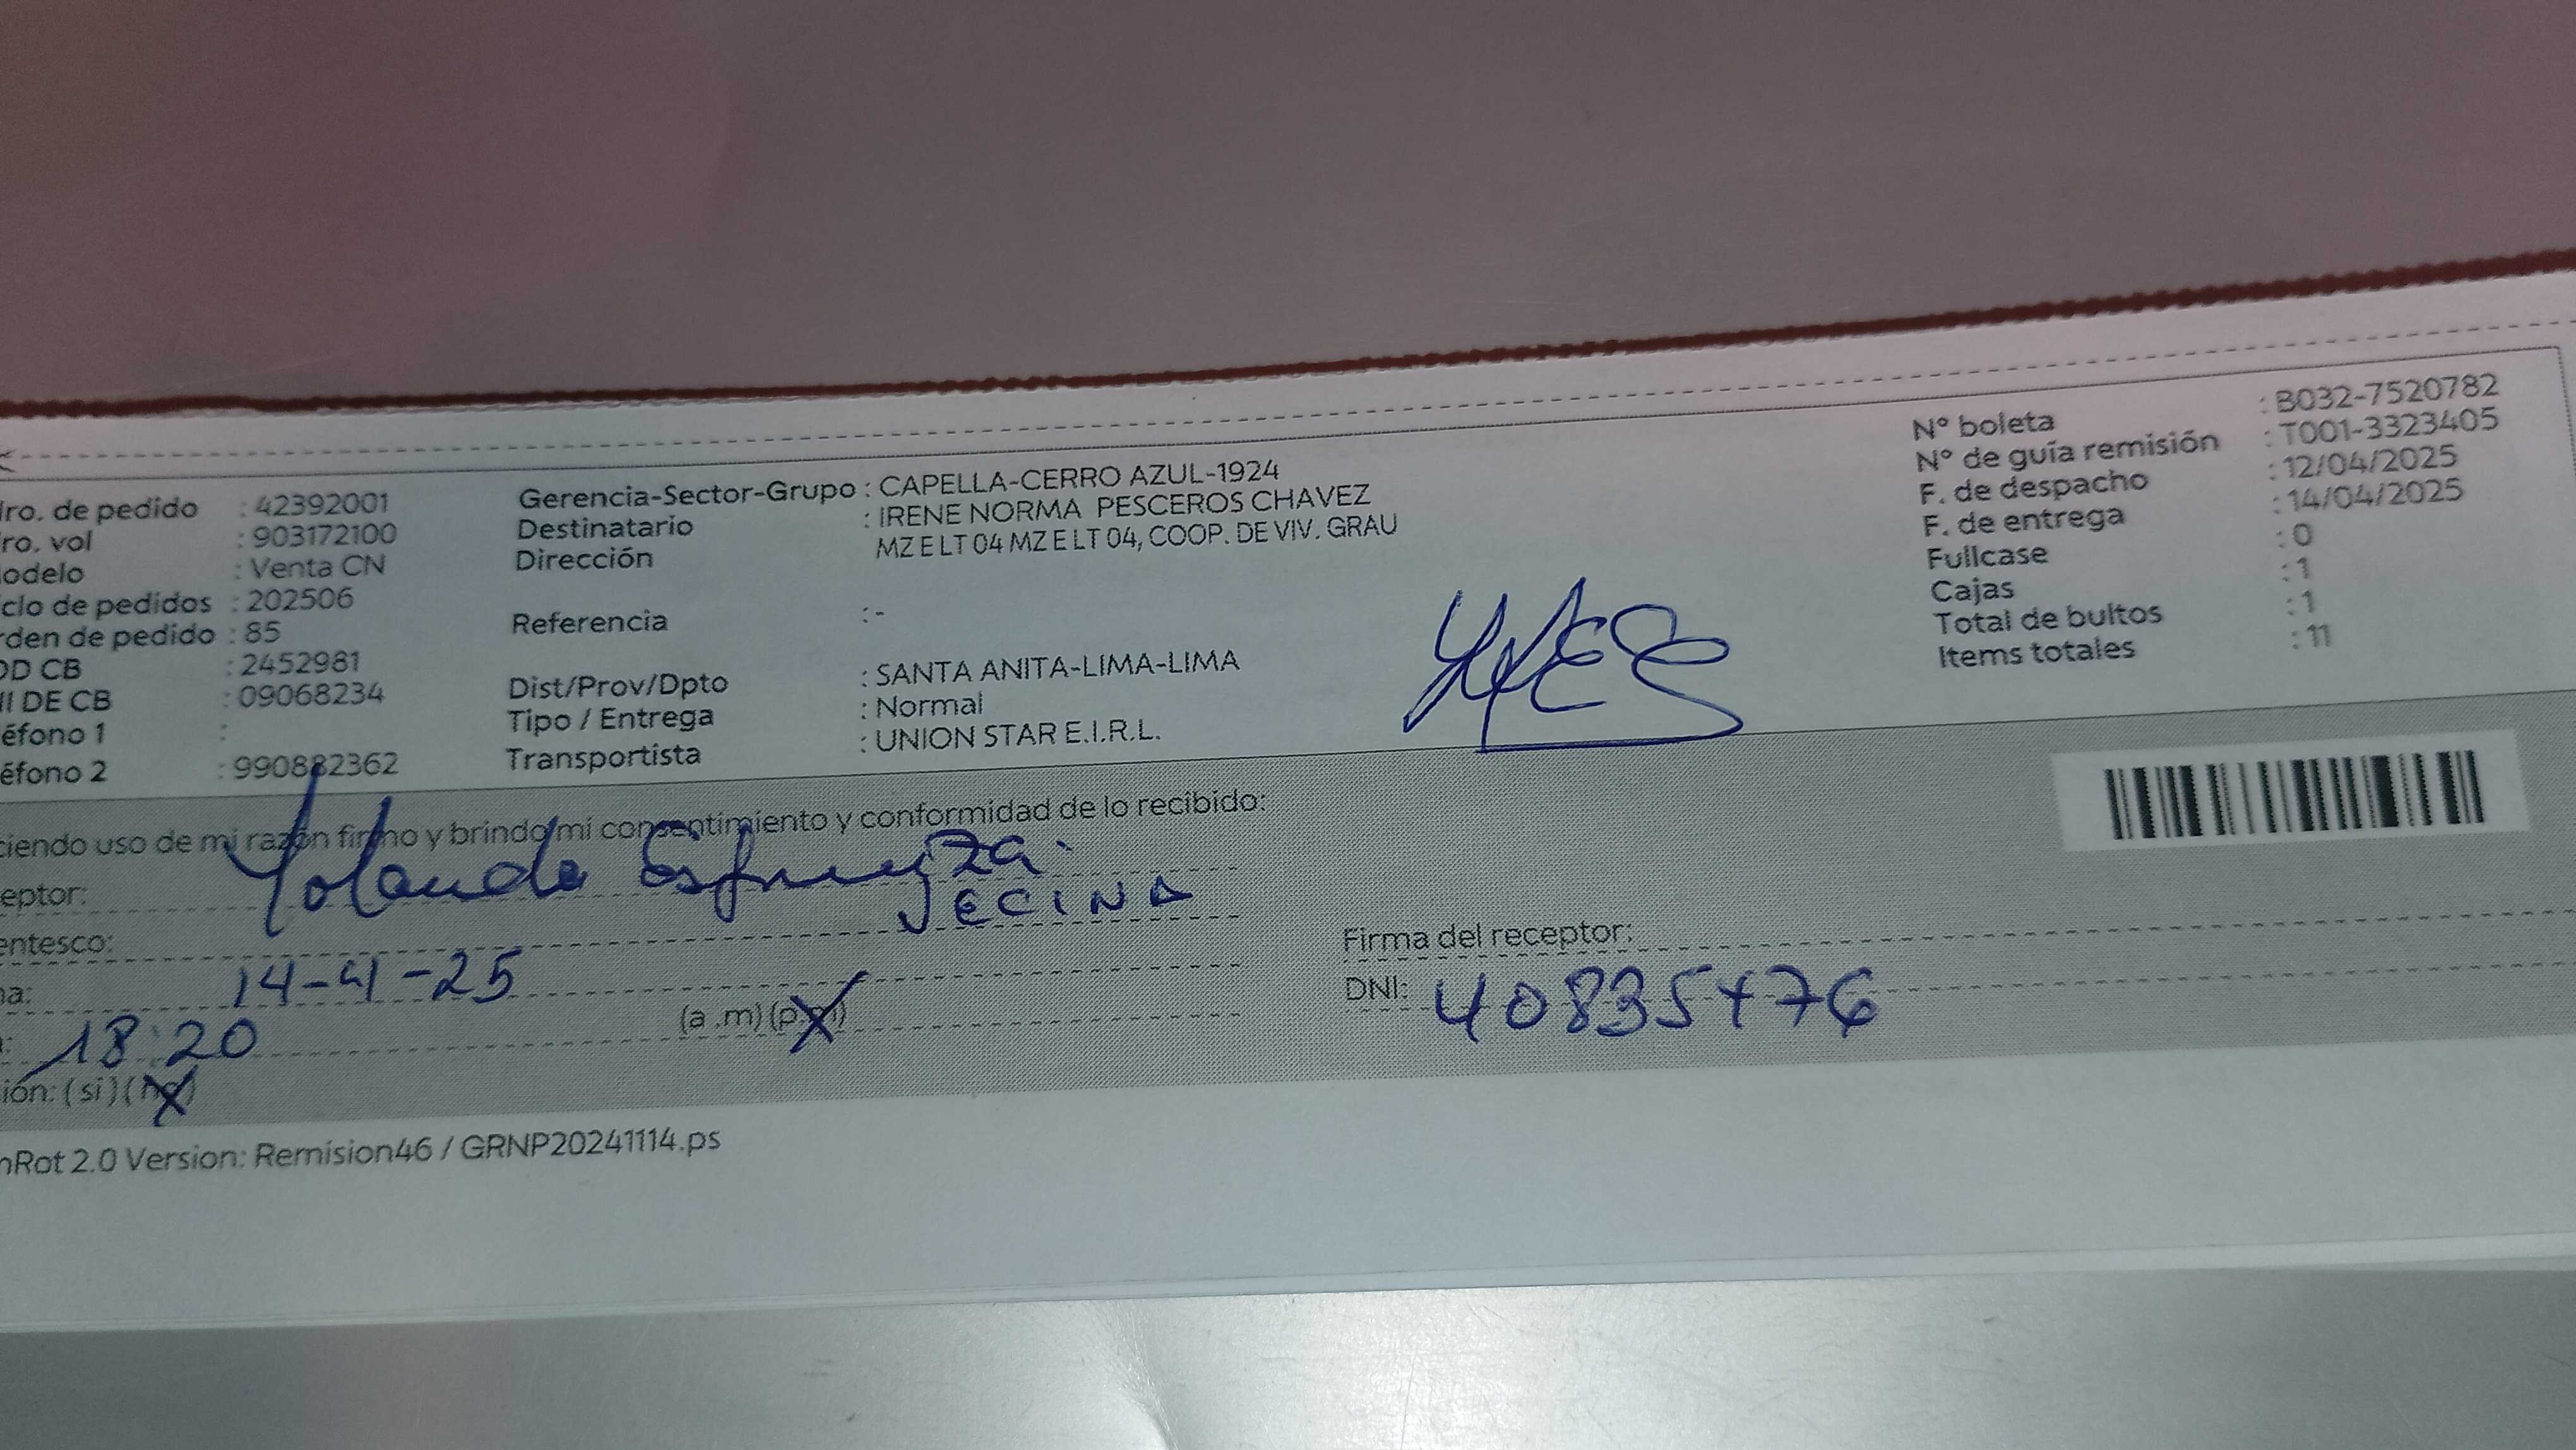 ro. de pedido : 42392001
ro. vol : 903172100
odelo : Venta CN
clo de pedidos : 202506
rden de pedido : 85
OD CB : 2452981
II DE CB : 09068234
éfono 1 :
éfono 2 : 990882362
Gerencia-Sector-Grupo : CAPELLA-CERRO AZUL-1924
Destinatario : IRENE NORMA PESCEROS CHAVEZ
Dirección MZ E LT 04 MZ E LT 04, COOP. DE VIV. GRAU
Referencia : -
Dist/Prov/Dpto : SANTA ANITA-LIMA-LIMA
Tipo / Entrega : Normal
Transportista : UNION STAR E.I.R.L.
N° boleta : B032-7520782
N° de guía remisión : T001-3323405
F. de despacho : 12/04/2025
F. de entrega : 14/04/2025
Fullcase : 0
Cajas : 1
Total de bultos : 1
Items totales : 11
ciendo uso de mi razón firmo y brindo mi consentimiento y conformidad de lo recibido:
eptor: Yolanda
VECINA
entesco:
a: 14-4-25
18:20 (a .m) (p.m)
ión: (si) (no)
Firma del receptor:
DNI: 40835476
nRot 2.0 Version: Remision46 / GRNP20241114.ps